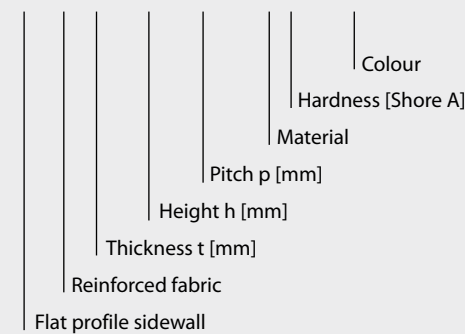 Colour
Hardness [Shore A]
Material
Pitch p [mm]
Height h [mm]
Thickness t [mm]
Reinforced fabric
Flat profile sidewall